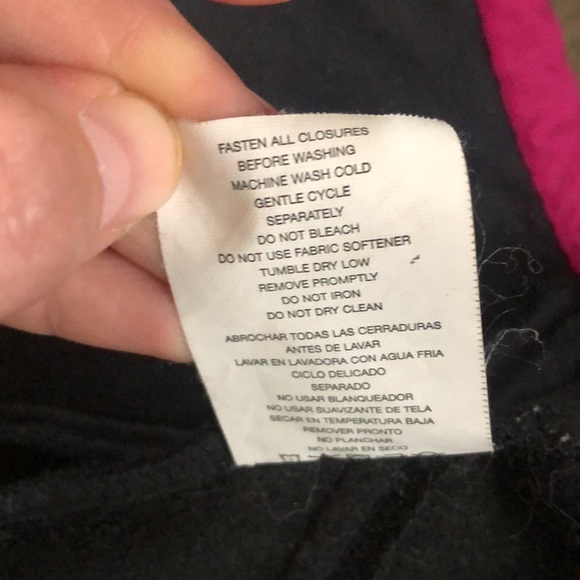 FASTEN ALL CLOSURES
BEFORE WASHING
MACHINE WASH COLD
GENTLE CYCLE
SEPARATELY
DO NOT BLEACH
DO NOT USE FABRIC SOFTENER
TUMBLE DRY LOW
REMOVE PROMPTLY
DO NOT IRON
DO NOT DRY CLEAN
ABROCHAR TODAS LAS CERRADURAS
ANTES DE LAVAR
LAVAR EN LAVADORA CON AGUA FRIA
CICLO DELICADO
SEPARADO
NO USAR BLANQUEADOR
NO USAR SUAVIZANTE DE TELA
SECAR EN TEMPERATURA BAJA
REMOVER PRONTO
NO PLANCHAR
NO LAVAR EN SECO